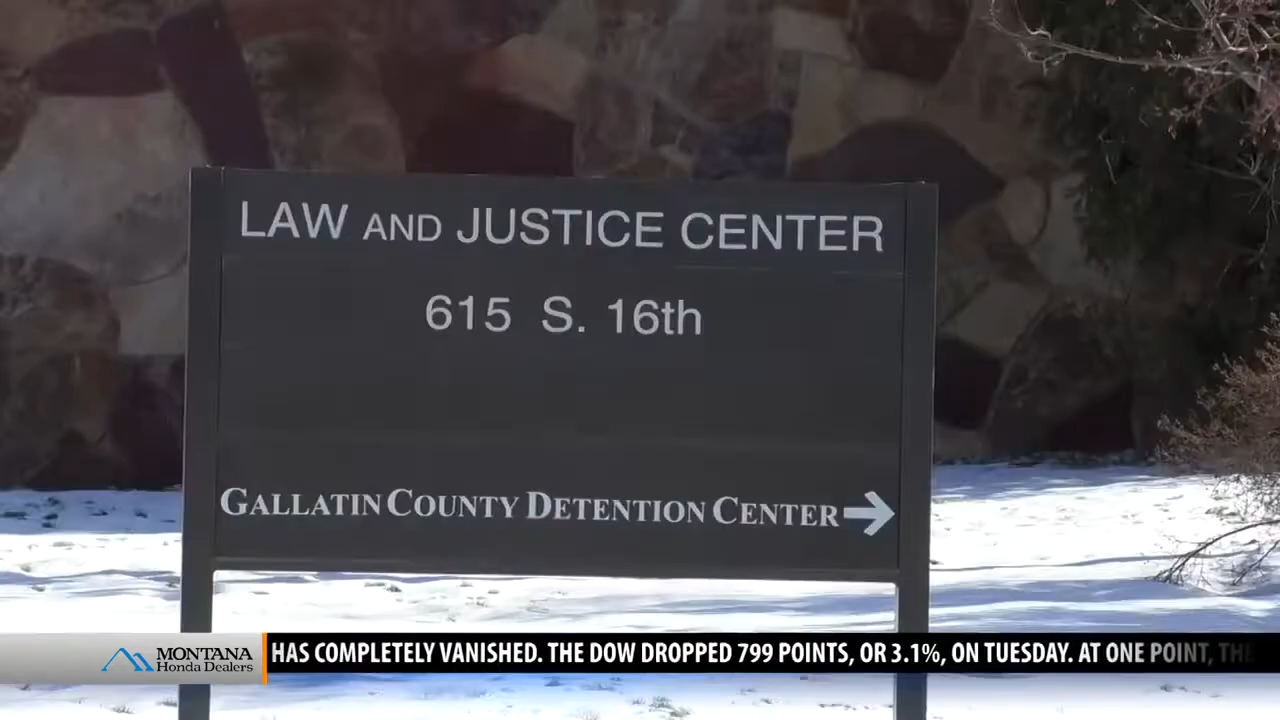 LAW AND JUSTICE CENTER
615 S. 16th
GALLATIN COUNTY DETENTION CENTER
MONTANA
Honda Dealers
HAS COMPLETELY VANISHED. THE DOW DROPPED 799 POINTS, OR 3.1%, ON TUESDAY. AT ONE POINT, THE